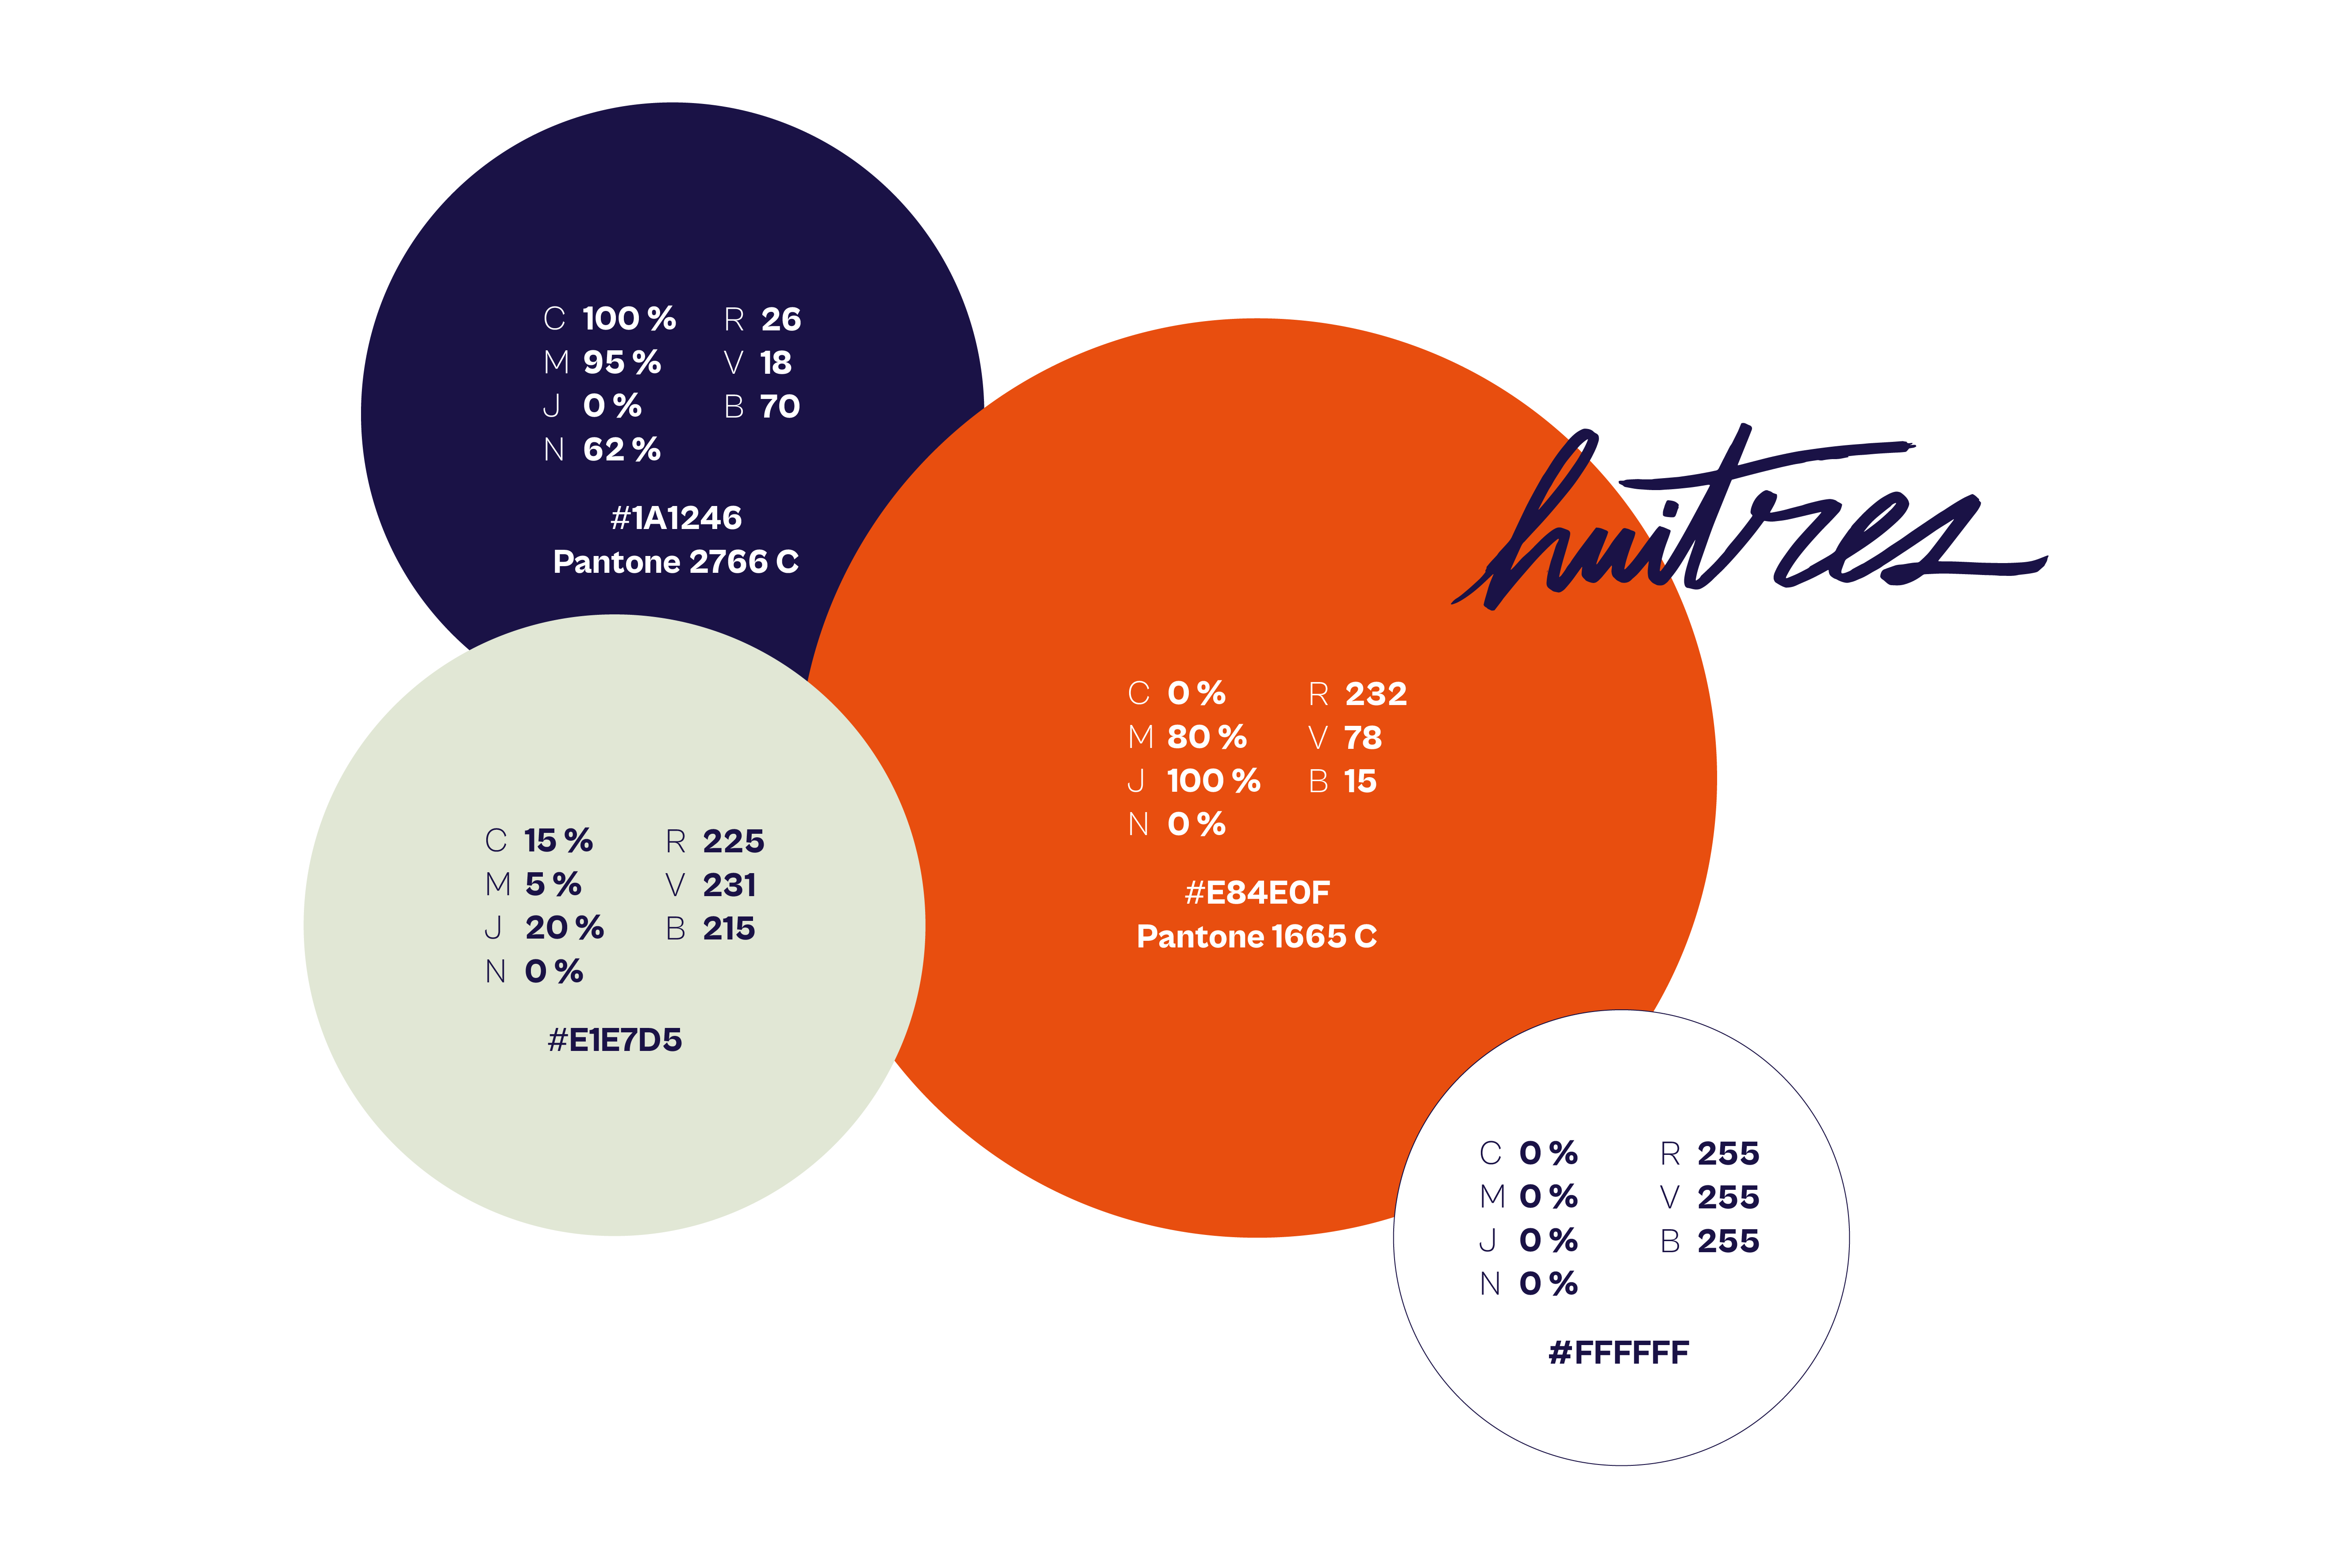 C 100 % R 26
M 95 % V 18
J 0 % B 70
N 62 %
#1A1246
Pantone 2766 C
huitres
C 0 % R 232
M 80 % V 78
J 100 % B 15
N 0 %
#E84E0F
Pantone 1665 C
C 15 % R 225
M 5 % V 231
J 20 % B 215
N 0 %
#E1E7D5
C 0 % R 255
M 0 % V 255
J 0 % B 255
N 0 %
#FFFFFF